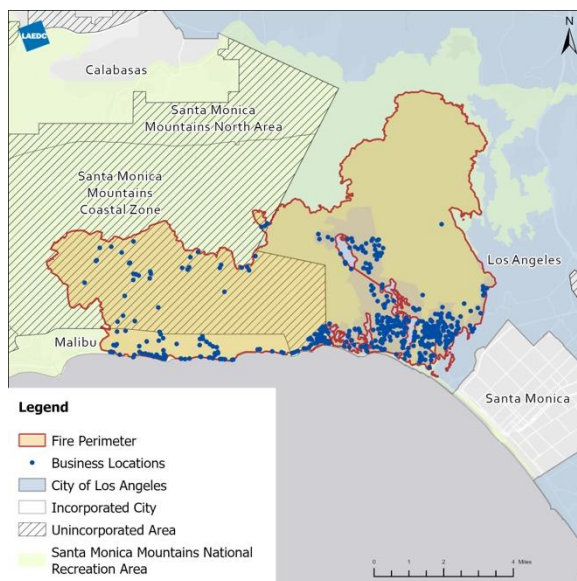 LAEDC
N
Calabasas
Santa Monica
Mountains North Area
Santa Monica
Mountains
Coastal Zone
Los Angeles
Malibu
Santa Monica
Legend
Fire Perimeter
Business Locations
City of Los Angeles
Incorporated City
Unincorporated Area
Santa Monica Mountains National
Recreation Area
0 1 2 4 Miles